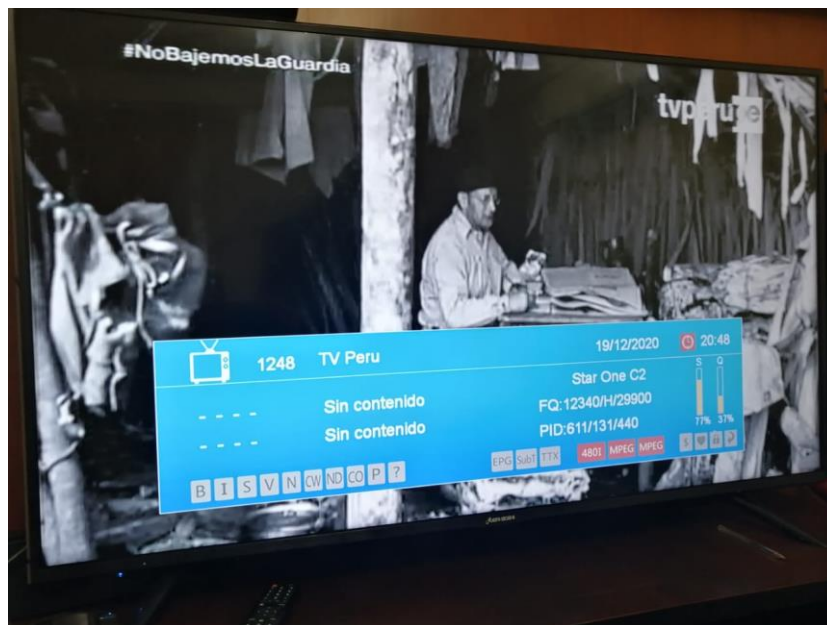 #NoBajemosLaGuardia
tvperu.pe
1248 TV Peru 19/12/2020 20:48
Star One C2 S Q
- - - - Sin contenido FQ:12340/H/29900
- - - - Sin contenido PID:611/131/440 77% 37%
B I S V N CW ND CO P ? EPG SubT TTX 480I MPEG MPEG $